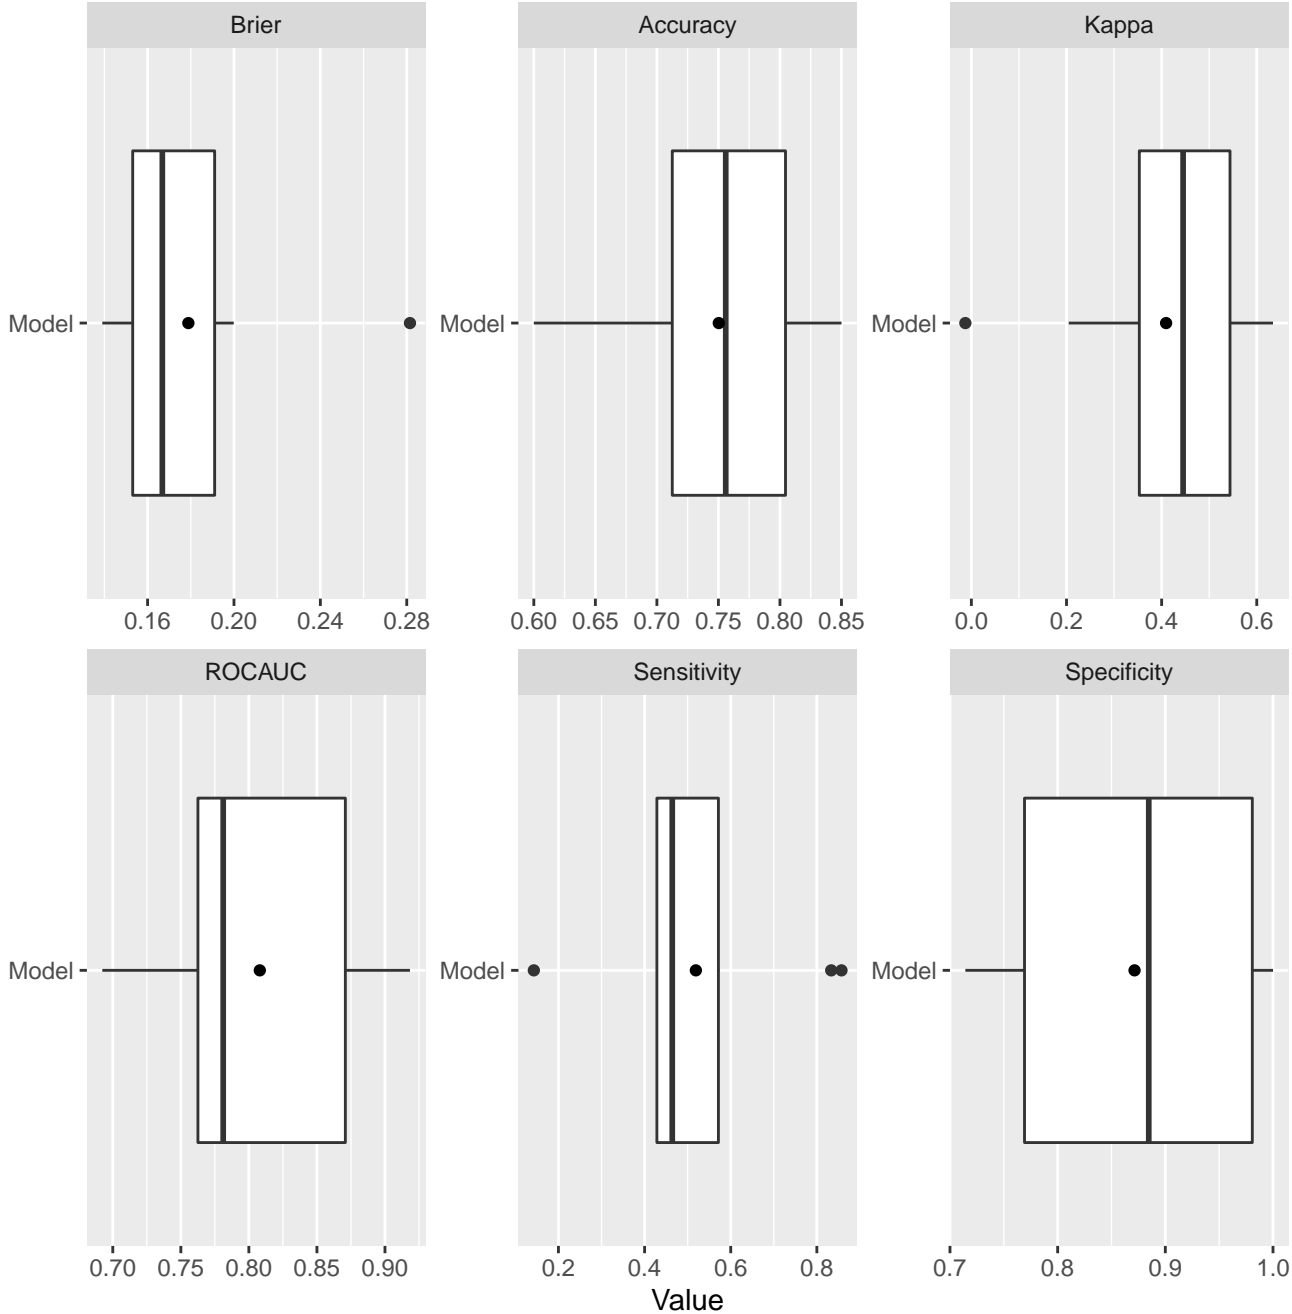 Brier Accuracy Kappa
Model Model Model
0.16 0.20 0.24 0.28 0.60 0.65 0.70 0.75 0.80 0.85 0.0 0.2 0.4 0.6
ROCAUC Sensitivity Specificity
Model Model Model
0.70 0.75 0.80 0.85 0.90 0.2 0.4 0.6 0.8 0.7 0.8 0.9 1.0
Value